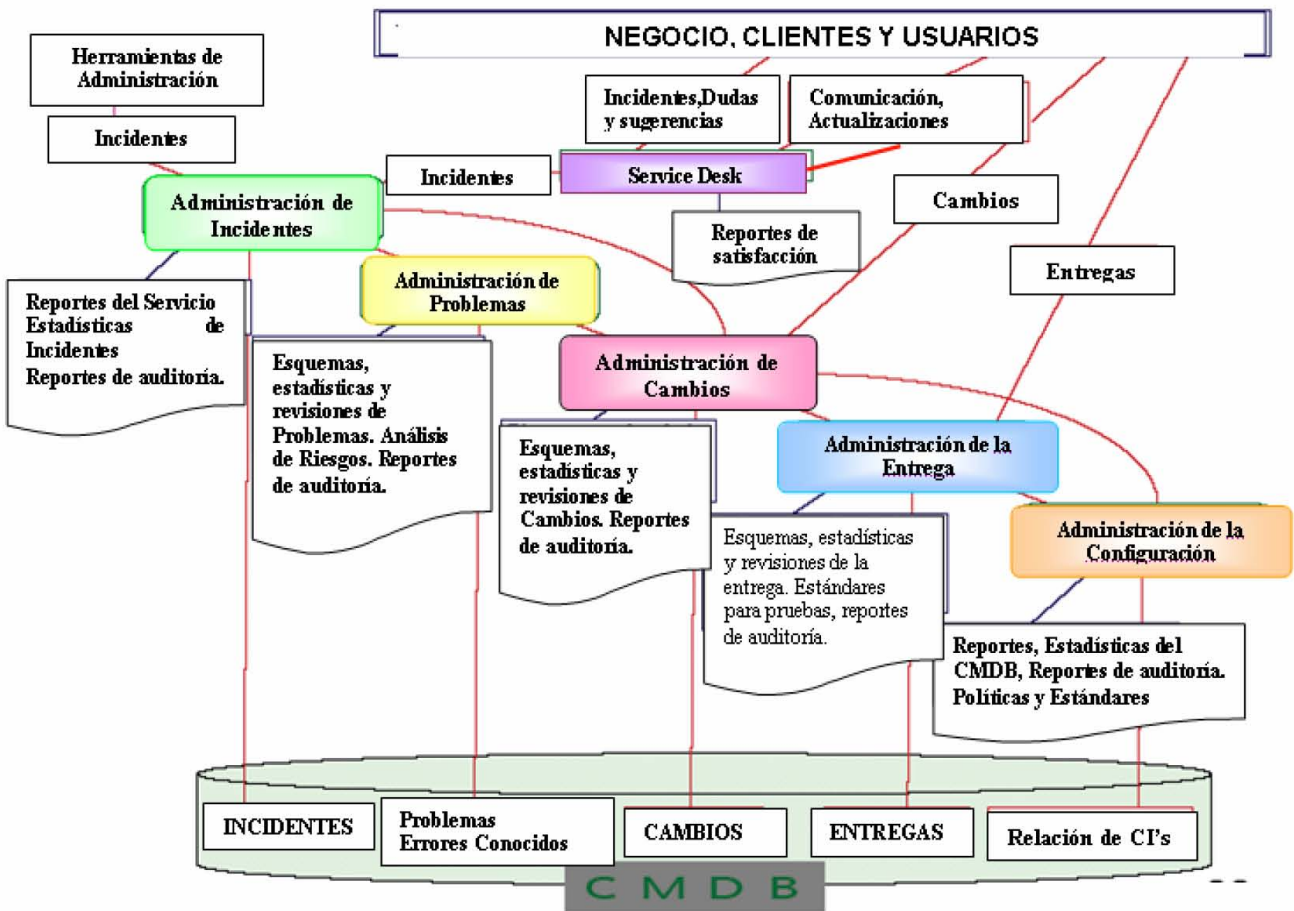 NEGOCIO, CLIENTES Y USUARIOS
Herramientas de
Administración
Incidentes
Incidentes,Dudas
y sugerencias
Comunicación,
Actualizaciones
Incidentes
Service Desk
Cambios
Administración de
Incidentes
Reportes de
satisfacción
Entregas
Administración de
Problemas
Reportes del Servicio
Estadísticas de
Incidentes
Reportes de auditoría.
Administración de
Cambios
Esquemas,
estadísticas y
revisiones de
Problemas. Análisis
de Riesgos. Reportes
de auditoría.
Administración de la
Entrega
Esquemas,
estadísticas y
revisiones de
Cambios. Reportes
de auditoría.
Administración de la
Configuración
Esquemas, estadísticas
y revisiones de la
entrega. Estándares
para pruebas, reportes
de auditoría.
Reportes, Estadísticas del
CMDB, Reportes de auditoría.
Políticas y Estándares
INCIDENTES
Problemas
Errores Conocidos
CAMBIOS
ENTREGAS
Relación de CI's
CMDB